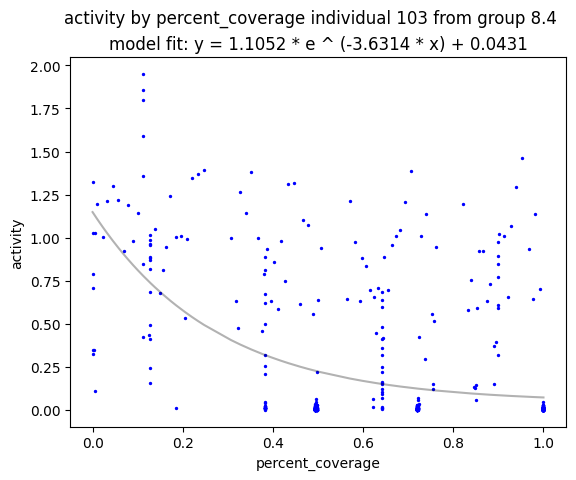 activity by percent_coverage individual 103 from group 8.4
model fit: y = 1.1052 * e ^ (-3.6314 * x) + 0.0431
2.00
1.75
1.50
1.25
1.00
0.75
0.50
0.25
0.00
activity
0.0 0.2 0.4 0.6 0.8 1.0
percent_coverage